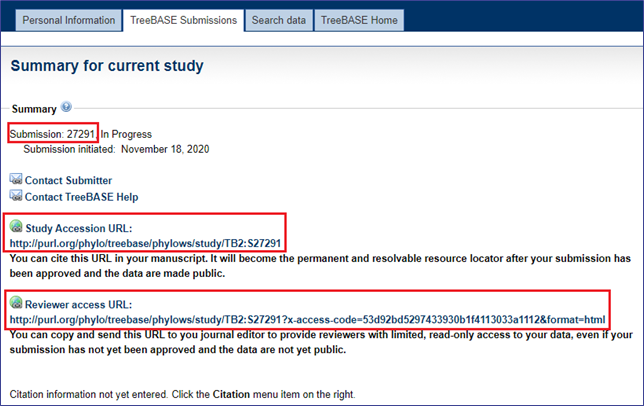 Personal Information TreeBASE Submissions Search data TreeBASE Home
Summary for current study
Summary
Submission: 27291, In Progress
Submission initiated: November 18, 2020
Contact Submitter
Contact TreeBASE Help
Study Accession URL:
http://purl.org/phylo/treebase/phylows/study/TB2:S27291
You can cite this URL in your manuscript. It will become the permanent and resolvable resource locator after your submission has
been approved and the data are made public.
Reviewer access URL:
http://purl.org/phylo/treebase/phylows/study/TB2:S27291?x-access-code=53d92bd5297433930b1f4113033a1112&format=html
You can copy and send this URL to you journal editor to provide reviewers with limited, read-only access to your data, even if your
submission has not yet been approved and the data are not yet public.
Citation information not yet entered. Click the Citation menu item on the right.